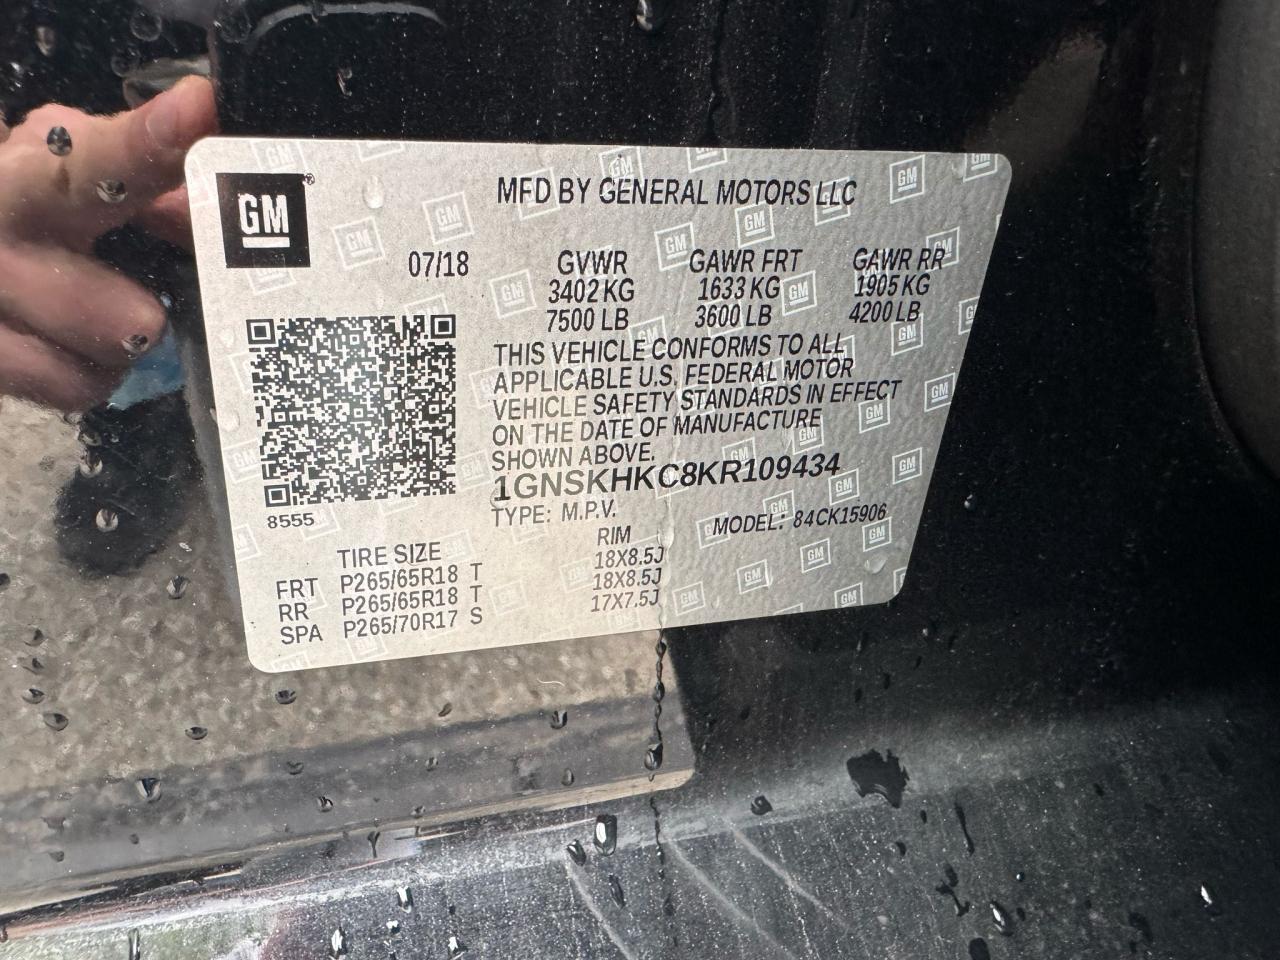 GM
MFD BY GENERAL MOTORS LLC
07/18
GVWR GAWR FRT GAWR RR
3402 KG 1633 KG 1905 KG
7500 LB 3600 LB 4200 LB
THIS VEHICLE CONFORMS TO ALL
APPLICABLE U.S. FEDERAL MOTOR
VEHICLE SAFETY STANDARDS IN EFFECT
ON THE DATE OF MANUFACTURE
SHOWN ABOVE.
1GNSKHKC8KR109434
TYPE: M.P.V. MODEL: 84CK15906
8555
TIRE SIZE RIM
FRT P265/65R18 T 18X8.5J
RR P265/65R18 T 18X8.5J
SPA P265/70R17 S 17X7.5J